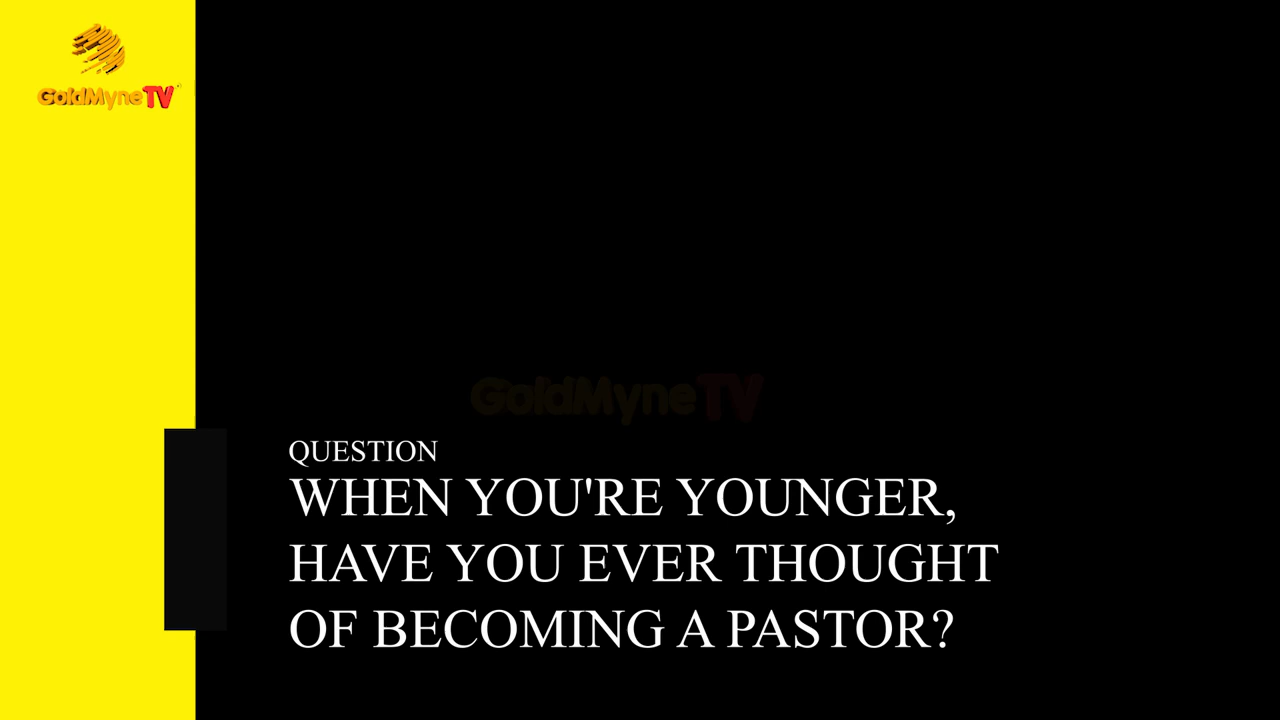 GoldMyneTV
GoldMyneTV
QUESTION
WHEN YOU'RE YOUNGER,
HAVE YOU EVER THOUGHT
OF BECOMING A PASTOR?